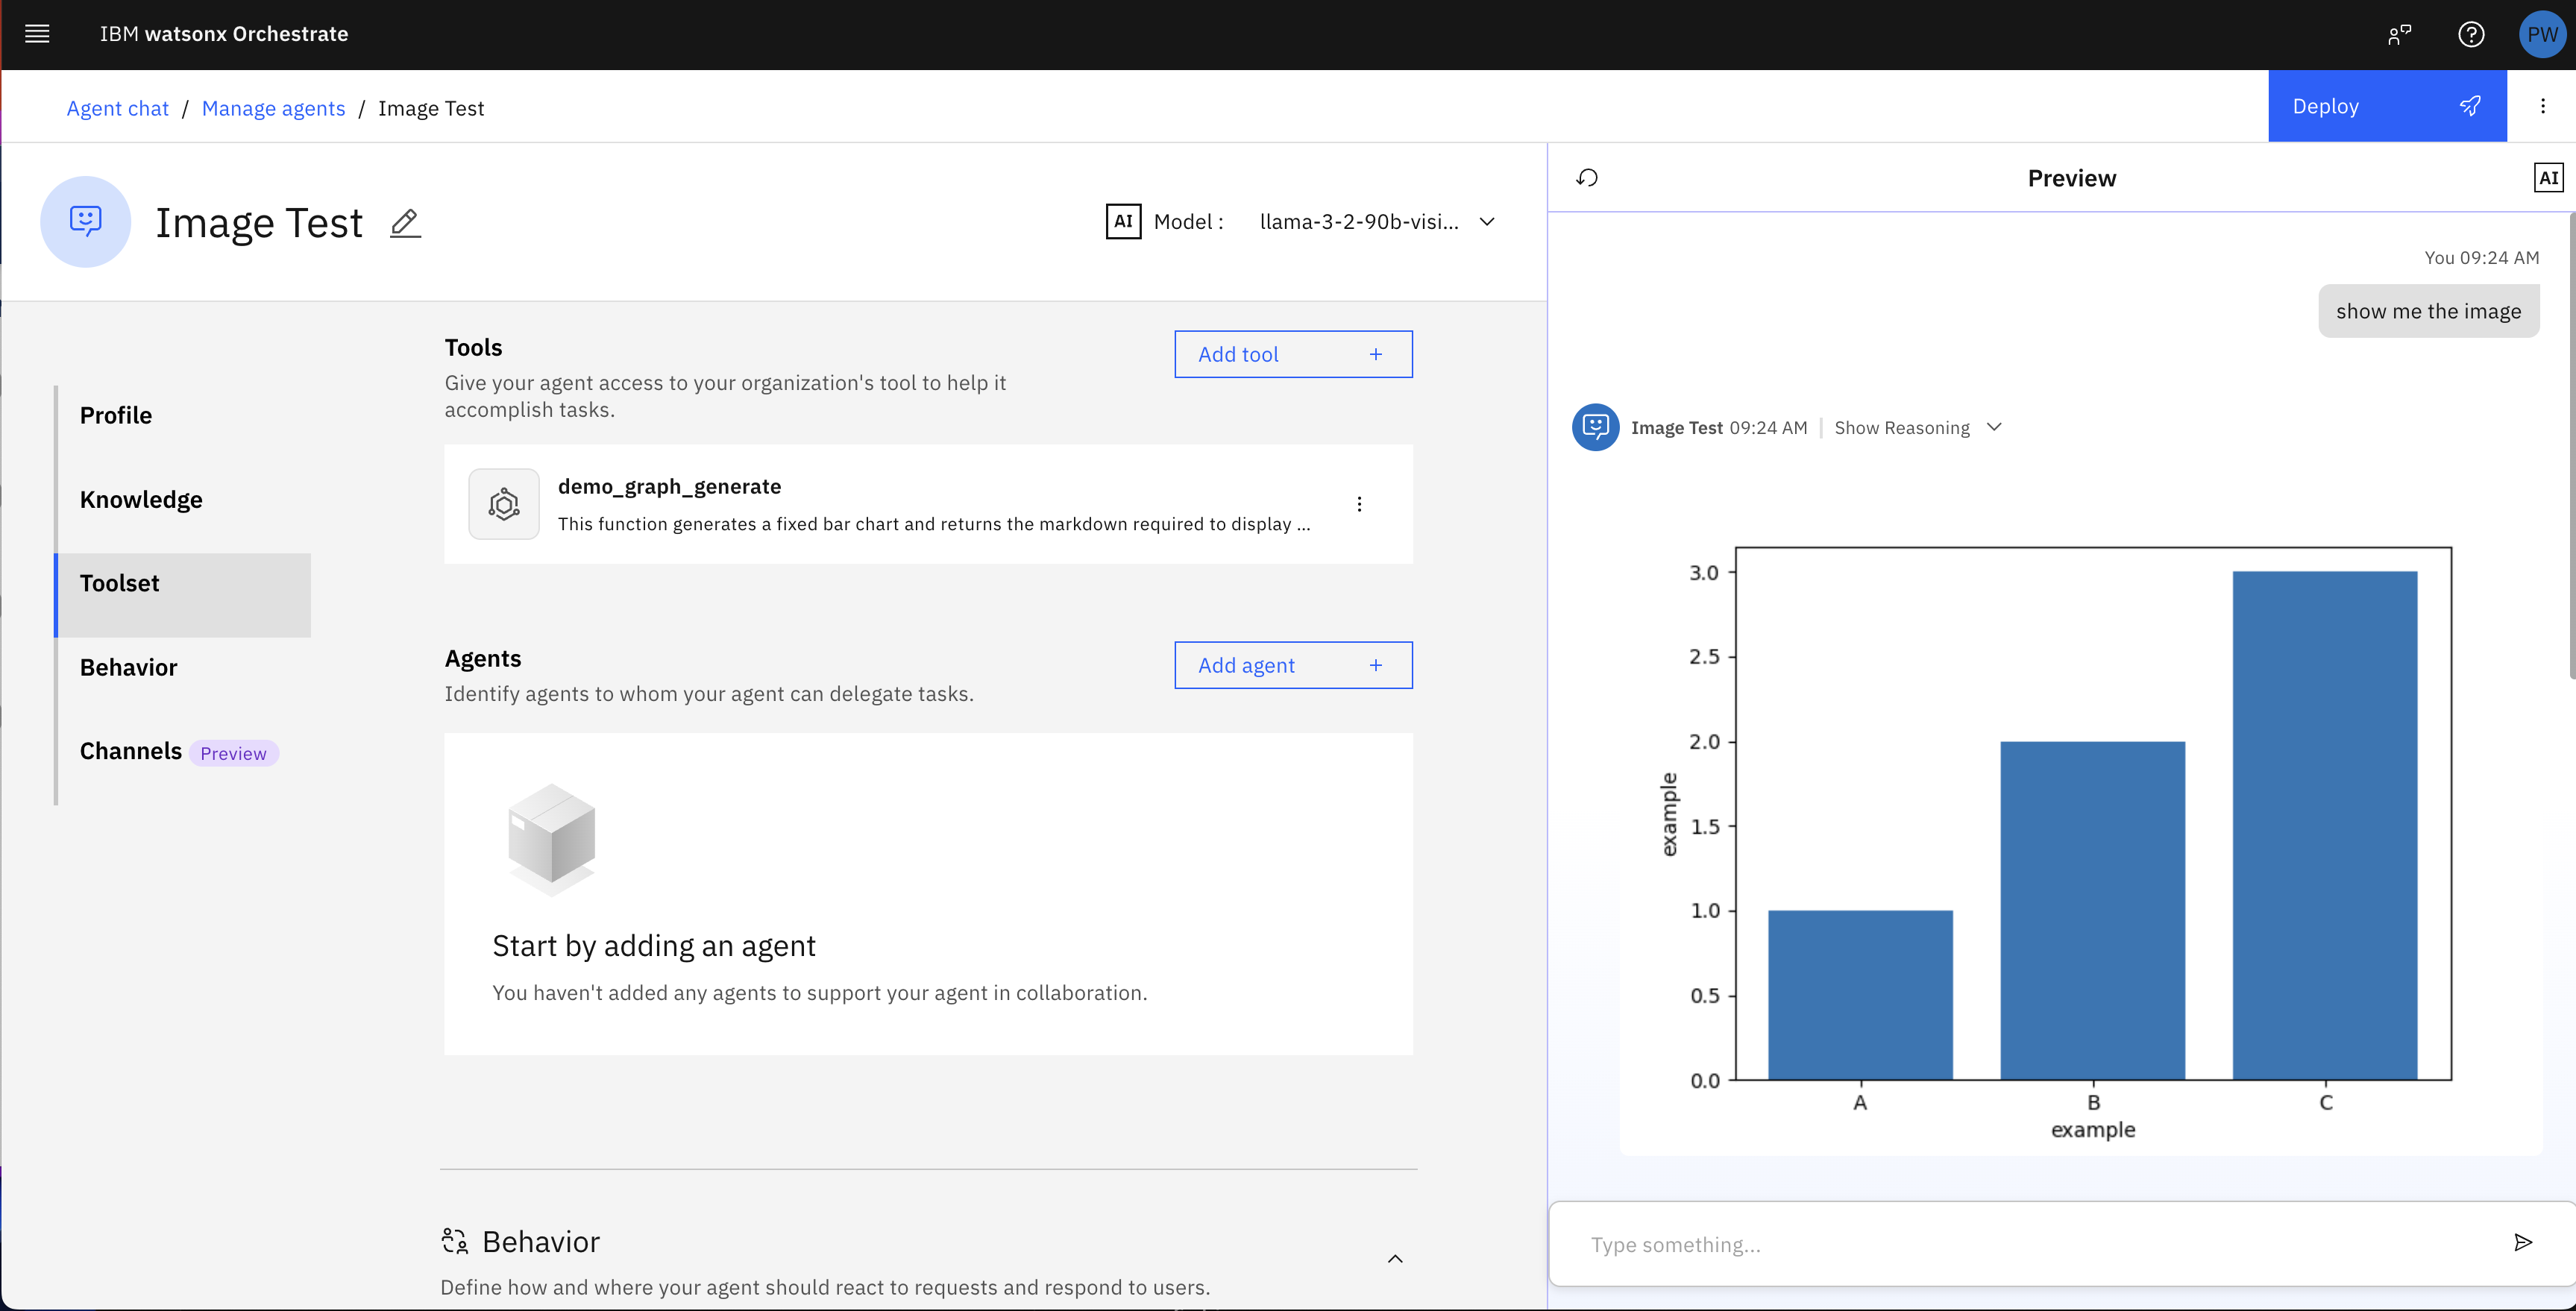 IBM watsonx Orchestrate
PW
Agent chat / Manage agents / Image Test
Deploy
Image Test
AI Model : llama-3-2-90b-visi...
Profile
Knowledge
Toolset
Behavior
Channels Preview
Tools
Add tool +
Give your agent access to your organization's tool to help it
accomplish tasks.
demo_graph_generate
This function generates a fixed bar chart and returns the markdown required to display ...
Agents
Add agent +
Identify agents to whom your agent can delegate tasks.
Start by adding an agent
You haven't added any agents to support your agent in collaboration.
Behavior
Define how and where your agent should react to requests and respond to users.
Preview
AI
You 09:24 AM
show me the image
Image Test 09:24 AM | Show Reasoning
3.0
2.5
2.0
1.5
1.0
0.5
0.0
example
A B C
example
Type something...